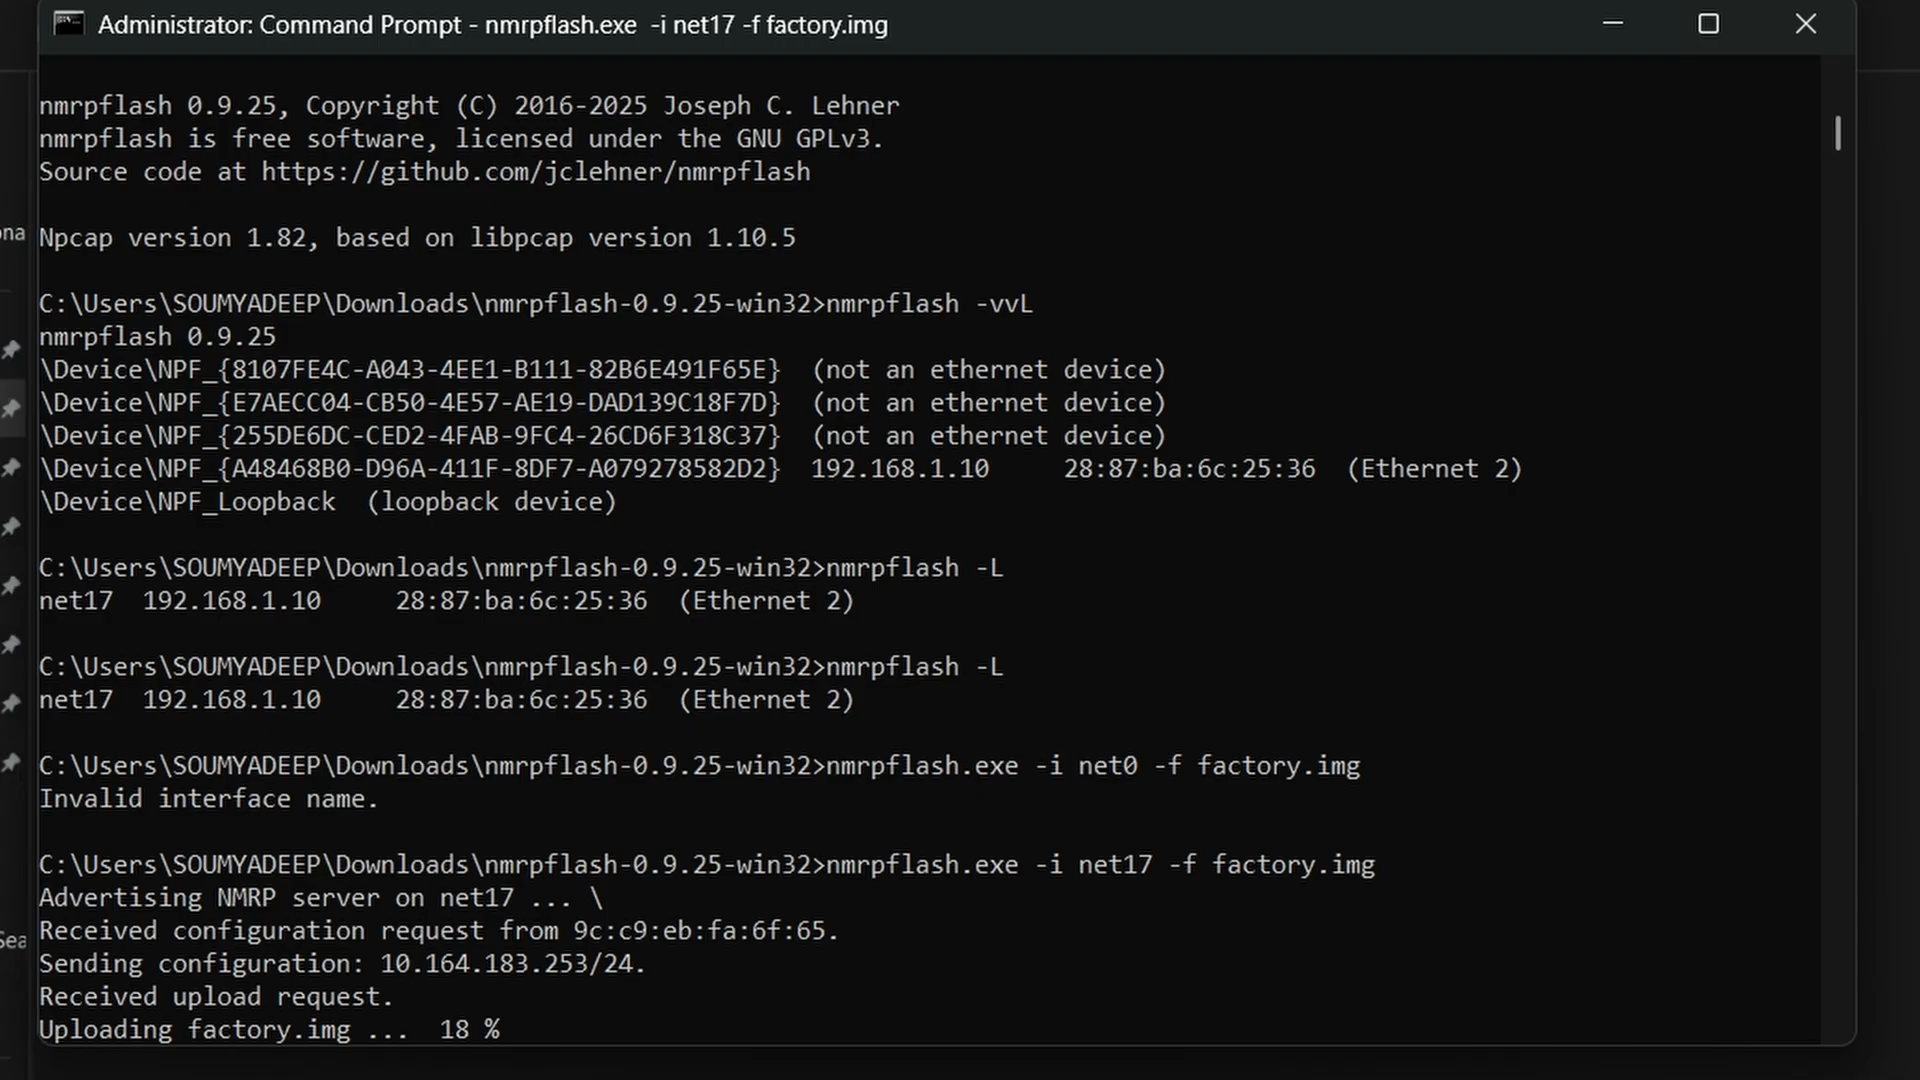 Administrator: Command Prompt - nmrpflash.exe  -i net17 -f factory.img
nmrpflash 0.9.25, Copyright (C) 2016-2025 Joseph C. Lehner
nmrpflash is free software, licensed under the GNU GPLv3.
Source code at https://github.com/jclehner/nmrpflash
ona
Npcap version 1.82, based on libpcap version 1.10.5
C:\Users\SOUMYADEEP\Downloads\nmrpflash-0.9.25-win32>nmrpflash -vvL
nmrpflash 0.9.25
\Device\NPF_{8107FE4C-A043-4EE1-B111-82B6E491F65E}  (not an ethernet device)
\Device\NPF_{E7AECC04-CB50-4E57-AE19-DAD139C18F7D}  (not an ethernet device)
\Device\NPF_{255DE6DC-CED2-4FAB-9FC4-26CD6F318C37}  (not an ethernet device)
\Device\NPF_{A48468B0-D96A-411F-8DF7-A079278582D2}  192.168.1.10     28:87:ba:6c:25:36  (Ethernet 2)
\Device\NPF_Loopback  (loopback device)
C:\Users\SOUMYADEEP\Downloads\nmrpflash-0.9.25-win32>nmrpflash -L
net17  192.168.1.10     28:87:ba:6c:25:36  (Ethernet 2)
C:\Users\SOUMYADEEP\Downloads\nmrpflash-0.9.25-win32>nmrpflash -L
net17  192.168.1.10     28:87:ba:6c:25:36  (Ethernet 2)
C:\Users\SOUMYADEEP\Downloads\nmrpflash-0.9.25-win32>nmrpflash.exe -i net0 -f factory.img
Invalid interface name.
C:\Users\SOUMYADEEP\Downloads\nmrpflash-0.9.25-win32>nmrpflash.exe -i net17 -f factory.img
Advertising NMRP server on net17 ... \
Received configuration request from 9c:c9:eb:fa:6f:65.
Sea
Sending configuration: 10.164.183.253/24.
Received upload request.
Uploading factory.img ...  18 %